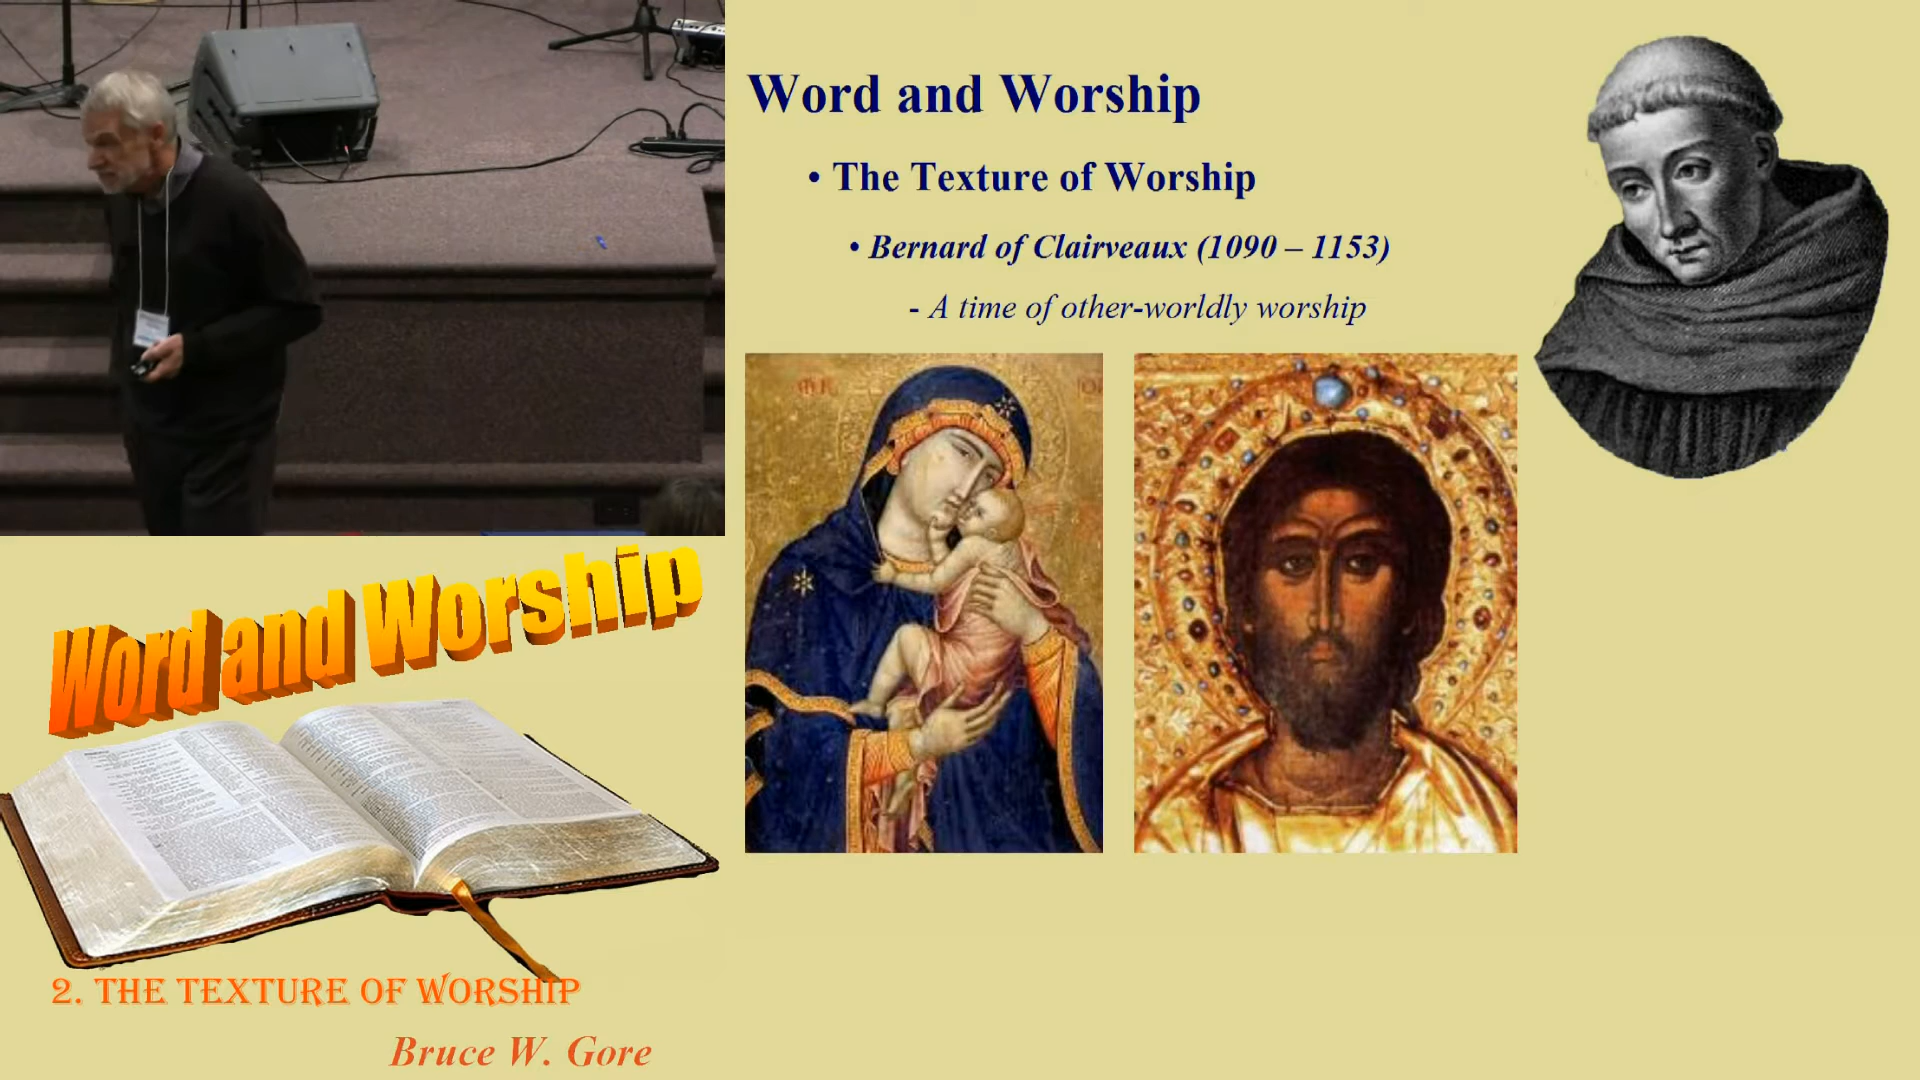 Word and Worship
• The Texture of Worship
• Bernard of Clairveaux (1090 – 1153)
- A time of other-worldly worship
Word and Worship
2. THE TEXTURE OF WORSHIP
Bruce W. Gore